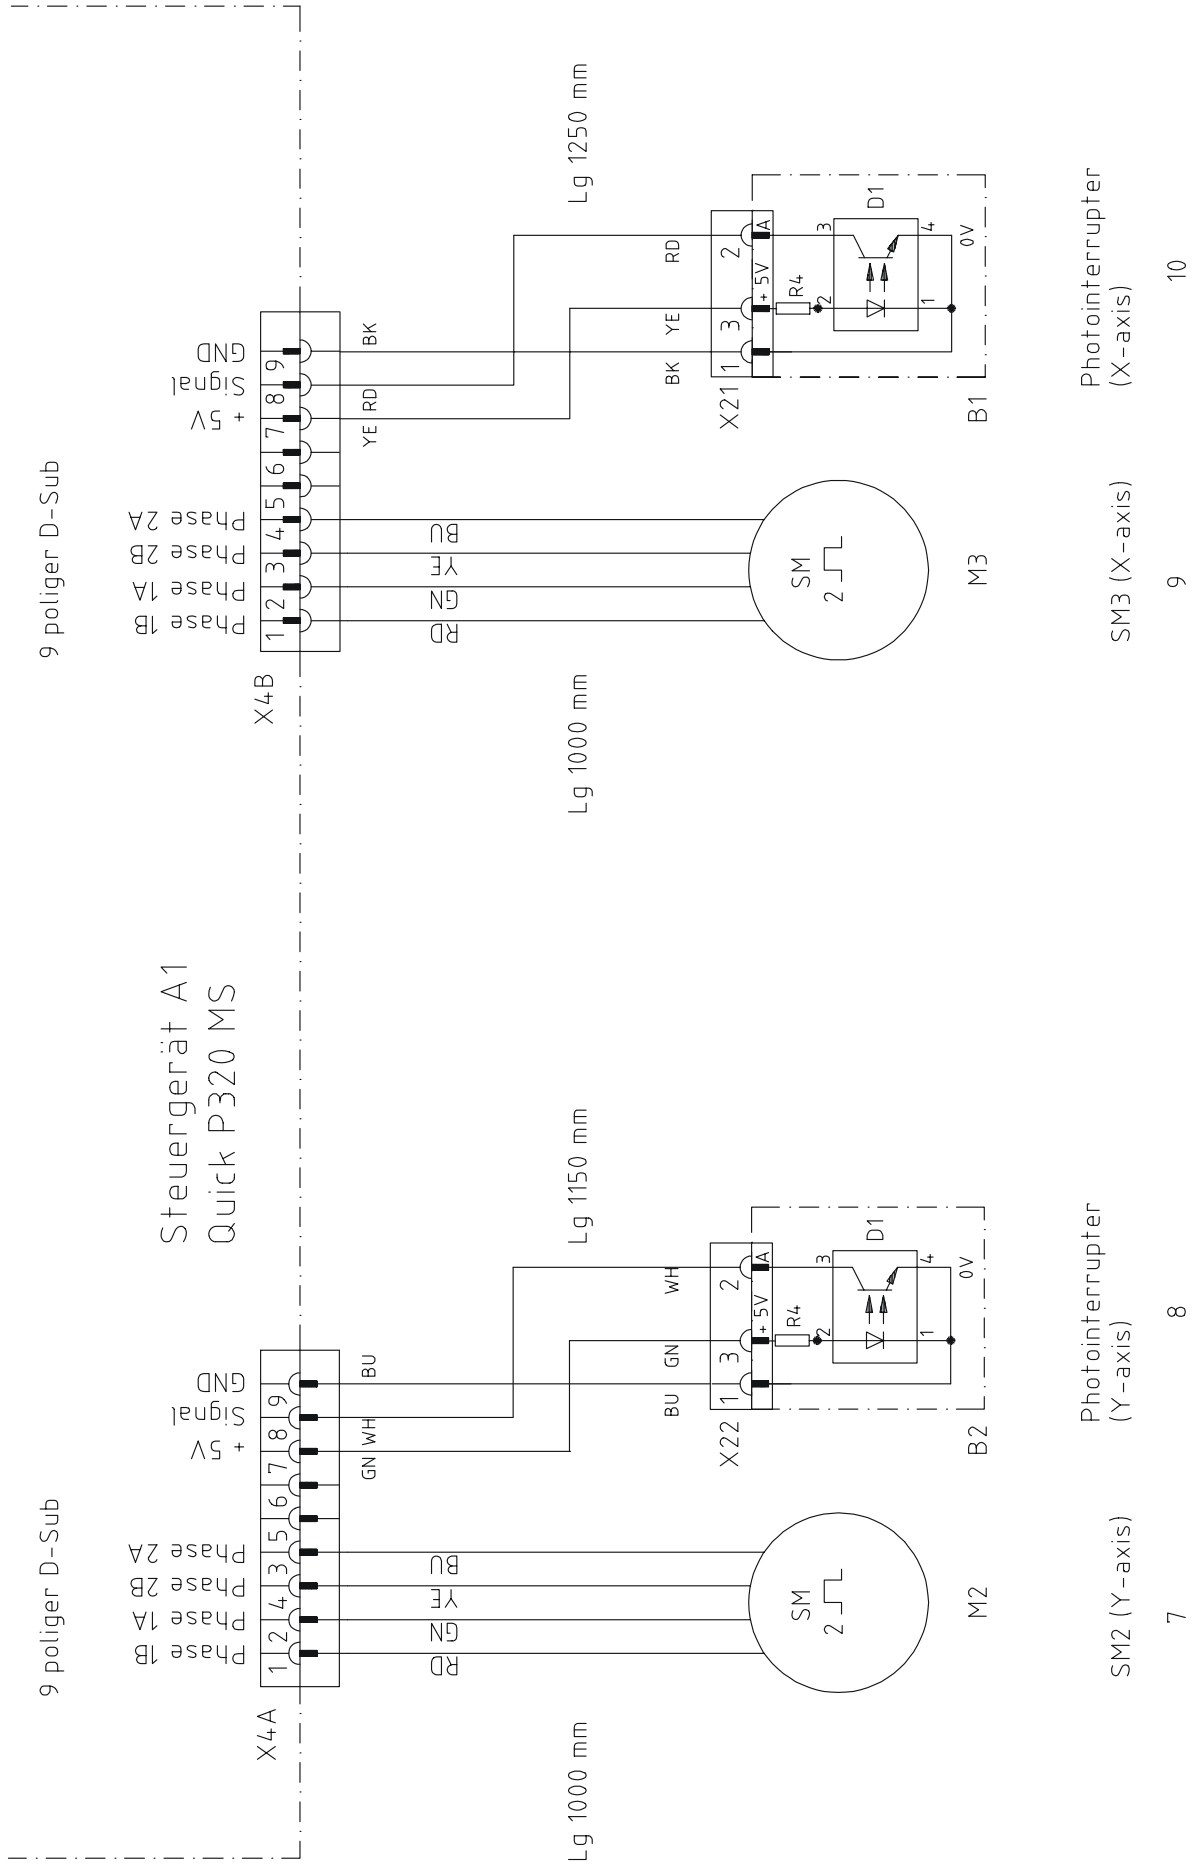 9 poliger D-Sub
Steuergerät A1
Quick P320 MS
X4A
Phase 1B
Phase 1A
Phase 2B
Phase 2A
+ 5V
Signal
GND
1 2 4 3 5 6 7 8 9
GN WH BU
RD GN YE BU
Lg 1000 mm
Lg 1150 mm
BU GN WH
X22
1 3 2
+ 5V A
R4
2 3
D1
1 4
0V
B2
SM
2
M2
SM2 (Y-axis)
Photointerrupter
(Y-axis)
7
8
9 poliger D-Sub
X4B
Phase 1B
Phase 1A
Phase 2B
Phase 2A
+ 5V
Signal
GND
1 2 3 4 5 6 7 8 9
YE RD BK
RD GN YE BU
Lg 1000 mm
Lg 1250 mm
BK YE RD
X21
1 3 2
+ 5V A
R4
2 3
D1
1 4
0V
B1
SM
2
M3
SM3 (X-axis)
Photointerrupter
(X-axis)
9
10